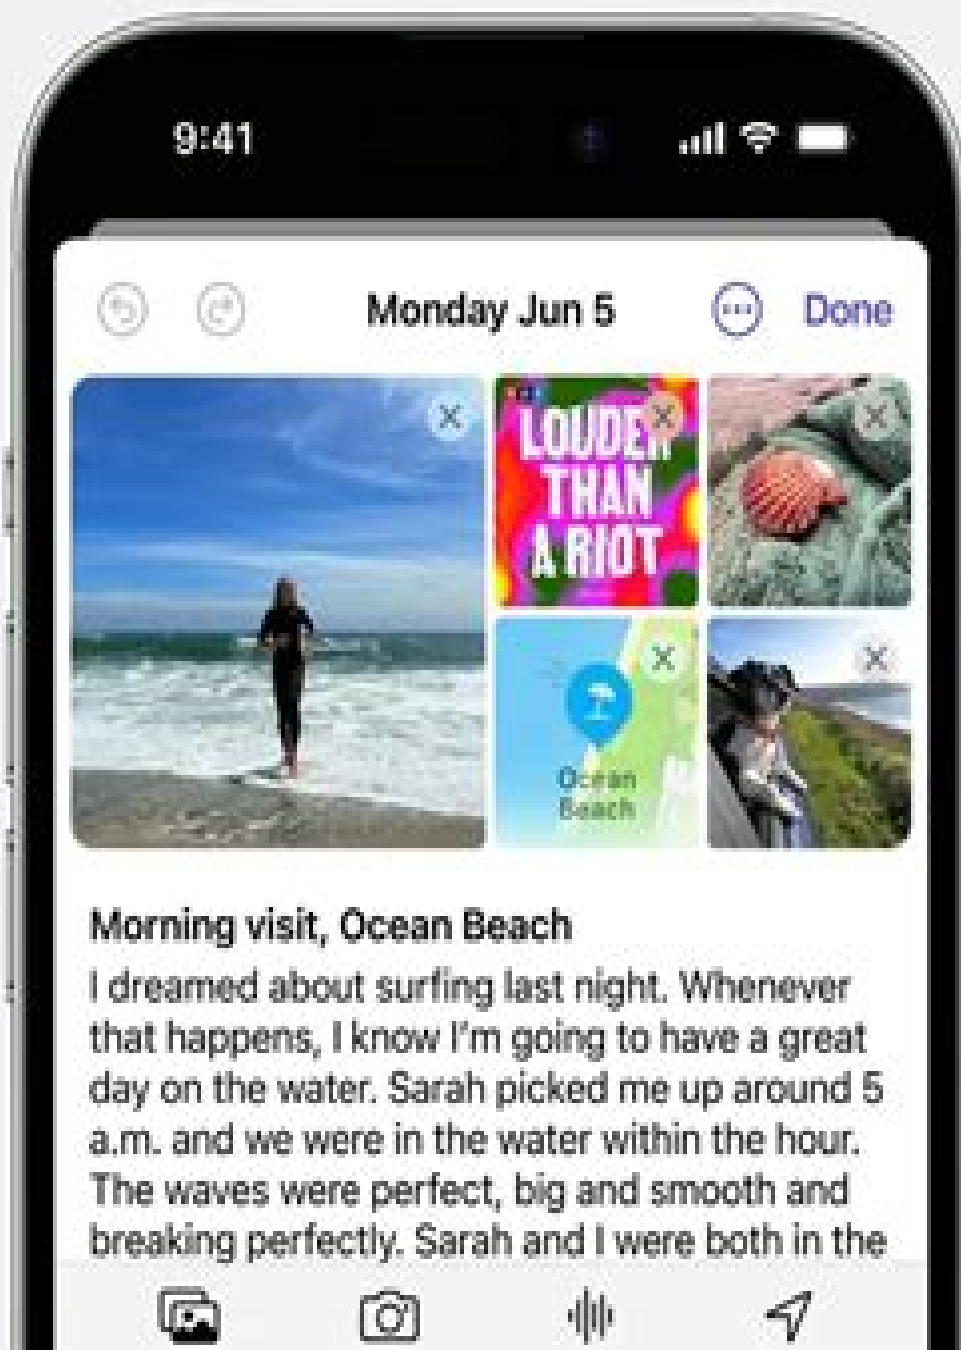 9:41
Monday Jun 5
Done
LOUDER
THAN
A RIOT
Ocean
Beach
Morning visit, Ocean Beach
I dreamed about surfing last night. Whenever
that happens, I know I'm going to have a great
day on the water. Sarah picked me up around 5
a.m. and we were in the water within the hour.
The waves were perfect, big and smooth and
breaking perfectly. Sarah and I were both in the